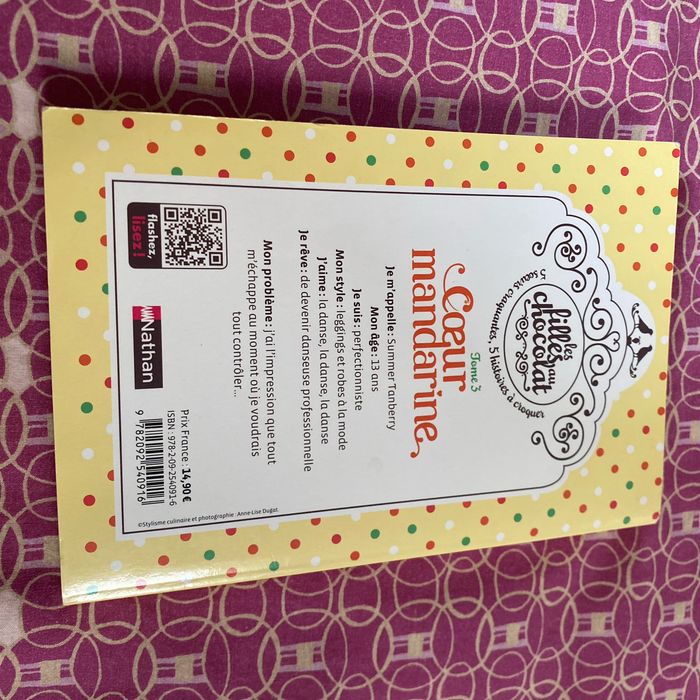 les
filles
au
chocolat
5 sœurs craquantes, 5 histoires à croquer
Tome 3
Cœur
mandarine
Je m'appelle : Summer Tanberry
Mon âge : 13 ans
Je suis : perfectionniste
Mon style : leggings et robes à la mode
J'aime : la danse, la danse, la danse
Je rêve : de devenir danseuse professionnelle
Mon problème : j'ai l'impression que tout
m'échappe au moment où je voudrais
tout contrôler...
flashez,
lisez !
Nathan
Prix France : 14,90 €
ISBN : 978-2-09-254091-6
9 782092 540916
©Stylisme culinaire et photographie : Anne-Lise Dugat.